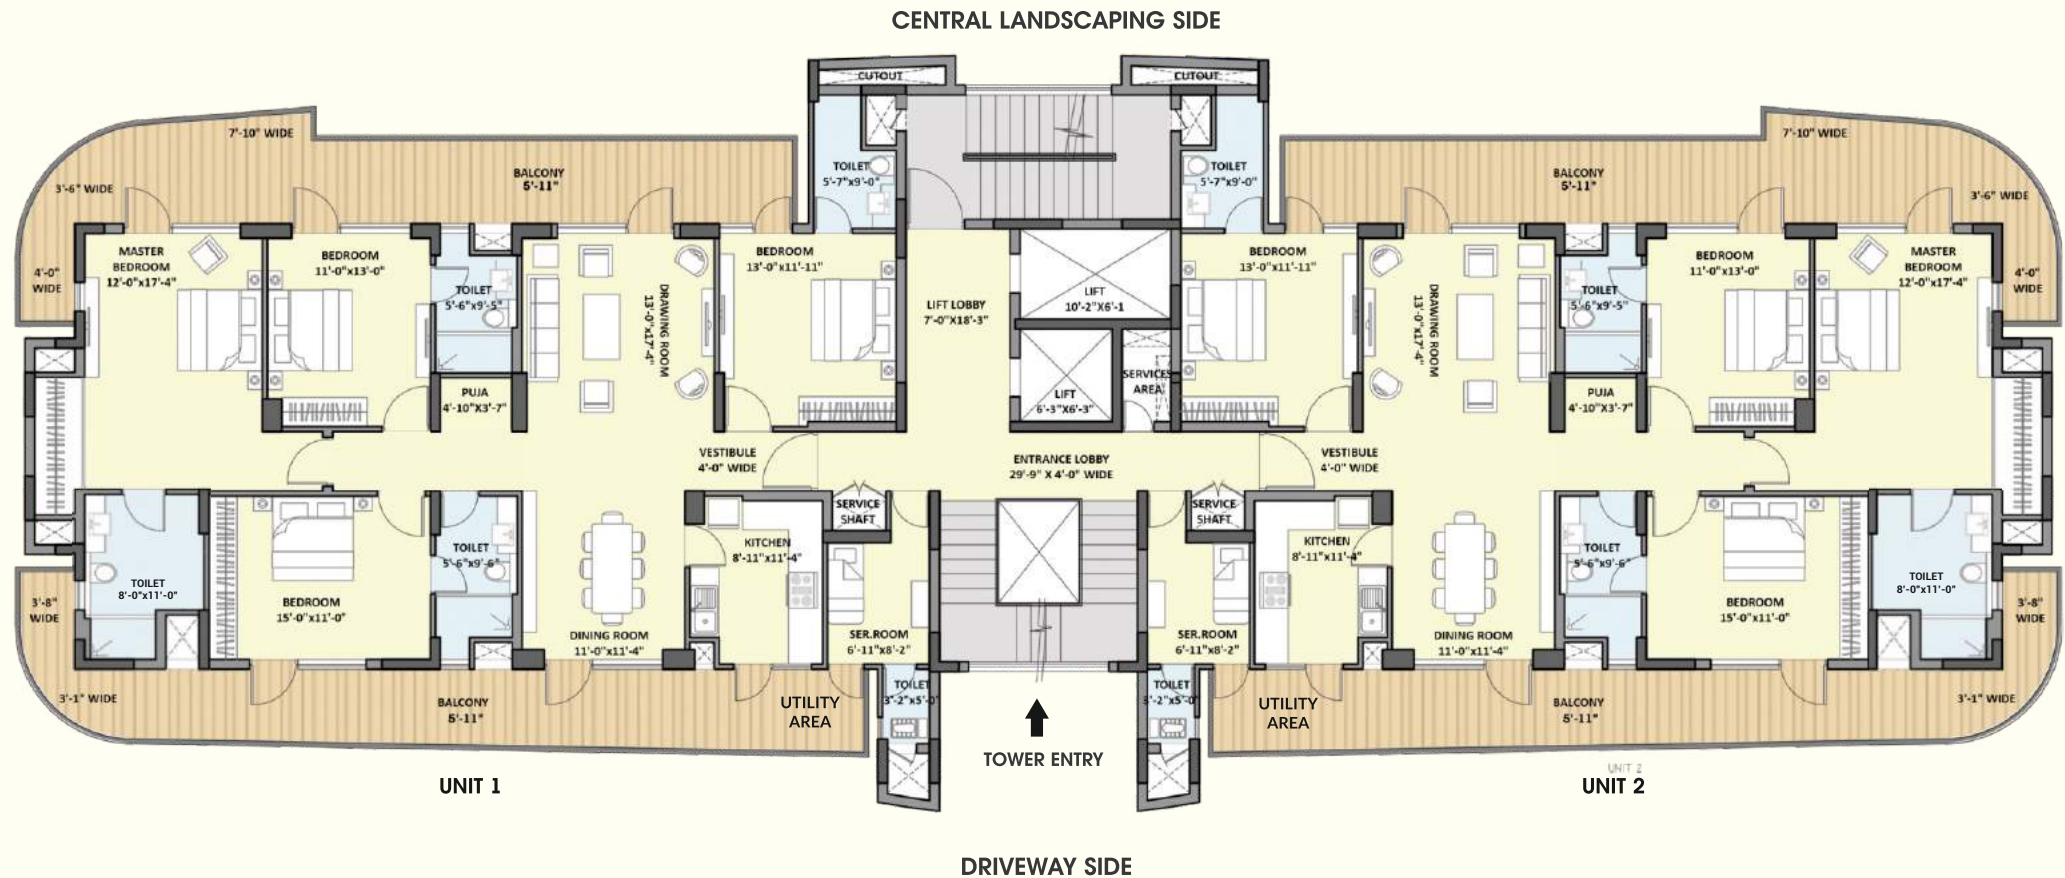 CENTRAL LANDSCAPING SIDE
CUTOUT
CUTOUT
7'-10" WIDE
7'-10" WIDE
3'-6" WIDE
BALCONY
5'-11"
TOILET
5'-7"x9'-0"
TOILET
5'-7"x9'-0"
BALCONY
5'-11"
3'-6" WIDE
4'-0"
WIDE
MASTER
BEDROOM
12'-0"x17'-4"
BEDROOM
11'-0"x13'-0"
TOILET
5'-6"x9'-5"
DRAWING ROOM
13'-0"x17'-4"
BEDROOM
13'-0"x11'-11"
LIFT LOBBY
7'-0"X18'-3"
LIFT
10'-2"X6'-1
BEDROOM
13'-0"x11'-11"
DRAWING ROOM
13'-0"x17'-4"
TOILET
5'-6"x9'-5"
BEDROOM
11'-0"x13'-0"
MASTER
BEDROOM
12'-0"x17'-4"
4'-0"
WIDE
PUJA
4'-10"X3'-7"
LIFT
6'-3"X6'-3"
SERVICES
AREA
PUJA
4'-10"X3'-7"
VESTIBULE
4'-0" WIDE
ENTRANCE LOBBY
29'-9" X 4'-0" WIDE
VESTIBULE
4'-0" WIDE
SERVICE
SHAFT
SERVICE
SHAFT
TOILET
8'-0"x11'-0"
BEDROOM
15'-0"x11'-0"
TOILET
5'-6"x9'-6"
DINING ROOM
11'-0"x11'-4"
KITCHEN
8'-11"x11'-4"
SER.ROOM
6'-11"x8'-2"
SER.ROOM
6'-11"x8'-2"
KITCHEN
8'-11"x11'-4"
DINING ROOM
11'-0"x11'-4"
TOILET
5'-6"x9'-6"
BEDROOM
15'-0"x11'-0"
TOILET
8'-0"x11'-0"
3'-8"
WIDE
3'-8"
WIDE
3'-1" WIDE
BALCONY
5'-11"
UTILITY
AREA
TOILET
3'-2"x5'-0"
TOILET
3'-2"x5'-0"
UTILITY
AREA
BALCONY
5'-11"
3'-1" WIDE
TOWER ENTRY
UNIT 1
UNIT 2
UNIT 2
DRIVEWAY SIDE